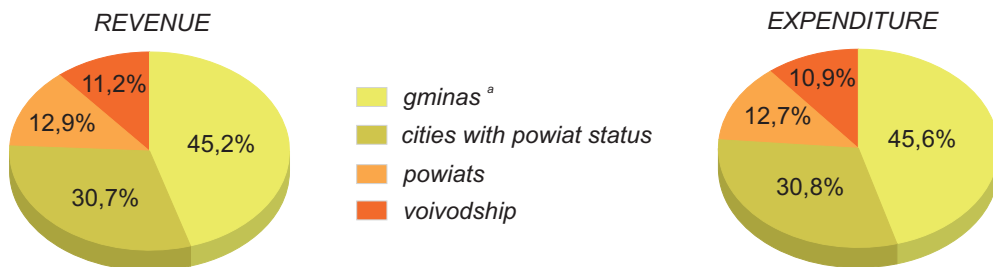 REVENUE
11,2%
12,9%
45,2%
30,7%
gminas a
cities with powiat status
powiats
voivodship
EXPENDITURE
10,9%
12,7%
45,6%
30,8%